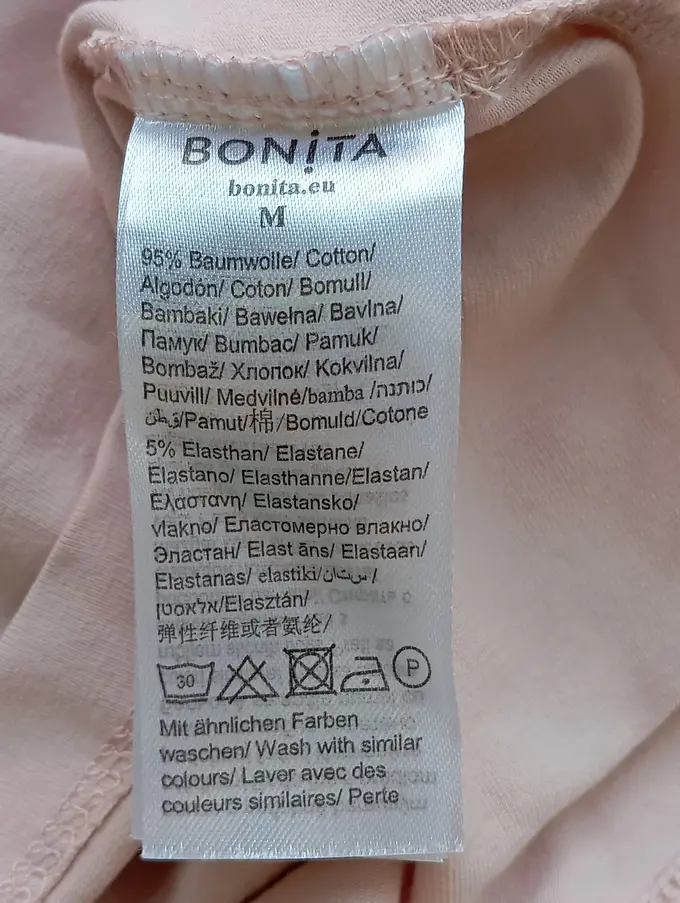 BONiTA
bonita.eu
M
95% Baumwolle/ Cotton/
Algodón/ Coton/ Bomull/
Bambaki/ Bawełna/ Bavlna/
Памук/ Bumbac/ Pamuk/
Bombaž/ Хлопок/ Kokvilna/
Puuvill/ Medvilnė/bamba /כותנה/
قطن/Pamut/棉/Bomuld/Cotone
5% Elasthan/ Elastane/
Elastano/ Elasthanne/Elastan/
Ελαστανη/ Elastansko/
vlakno/ Еластомерно влакно/
Эластан/ Elast āns/ Elastaan/
Elastanas/ elastiki/ستان/
אלאסטן/Elasztán/
弹性纤维或者氨纶/
30 P
Mit ähnlichen Farben
waschen/ Wash with similar
colours/ Laver avec des
couleurs similaires/ Perte